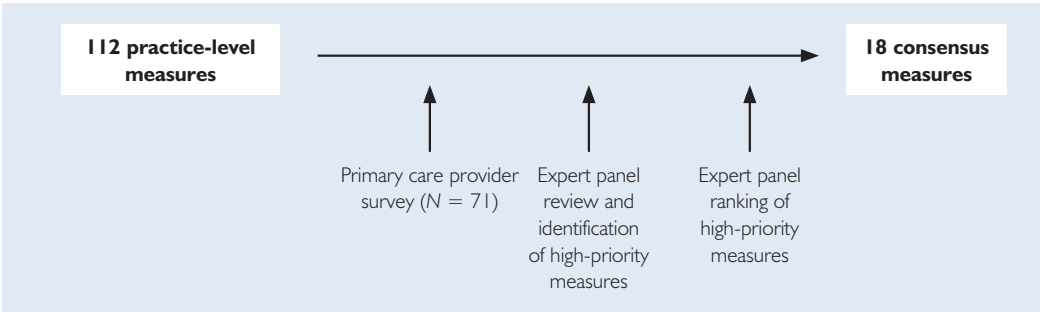 112 practice-level
measures
18 consensus
measures
Primary care provider
survey (N = 71)
Expert panel
review and
identification
of high-priority
measures
Expert panel
ranking of
high-priority
measures